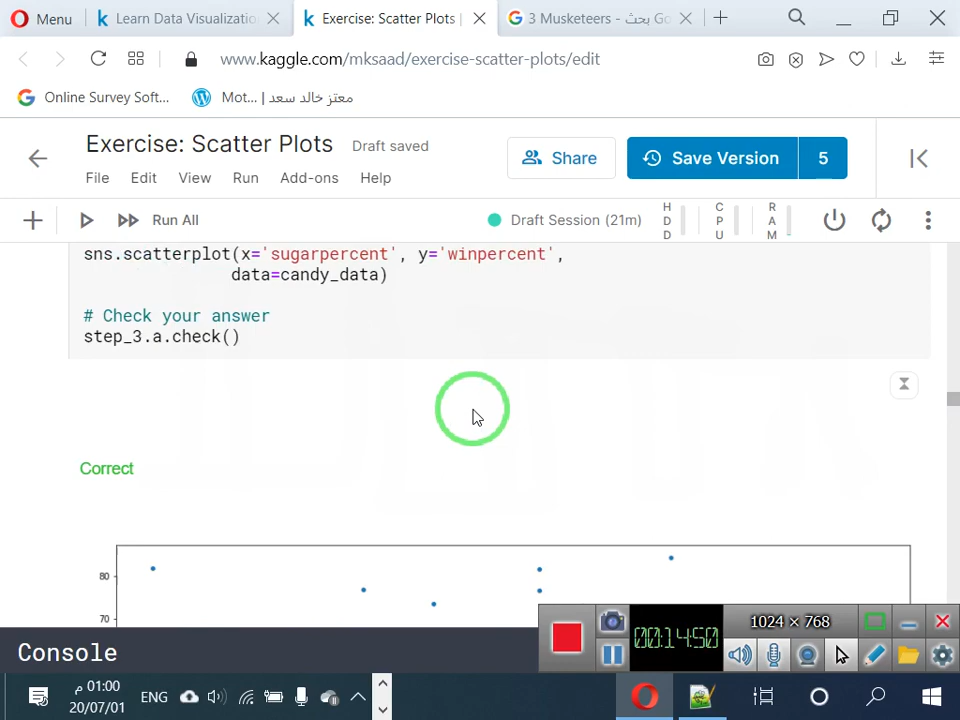 Menu
Learn Data Visualizatio
Exercise: Scatter Plots
3 Musketeers - بحث Go
www.kaggle.com/mksaad/exercise-scatter-plots/edit
Online Survey Soft...
Mot... | معتز خالد سعد
Exercise: Scatter Plots
Draft saved
Share
Save Version
5
File
Edit
View
Run
Add-ons
Help
Run All
Draft Session (21m)
HDD
CPU
RAM
sns.scatterplot(x='sugarpercent', y='winpercent',
data=candy_data)
# Check your answer
step_3.a.check()
Correct
80
70
Console
00:14:50
1024 × 768
01:00 م
20/07/01
ENG